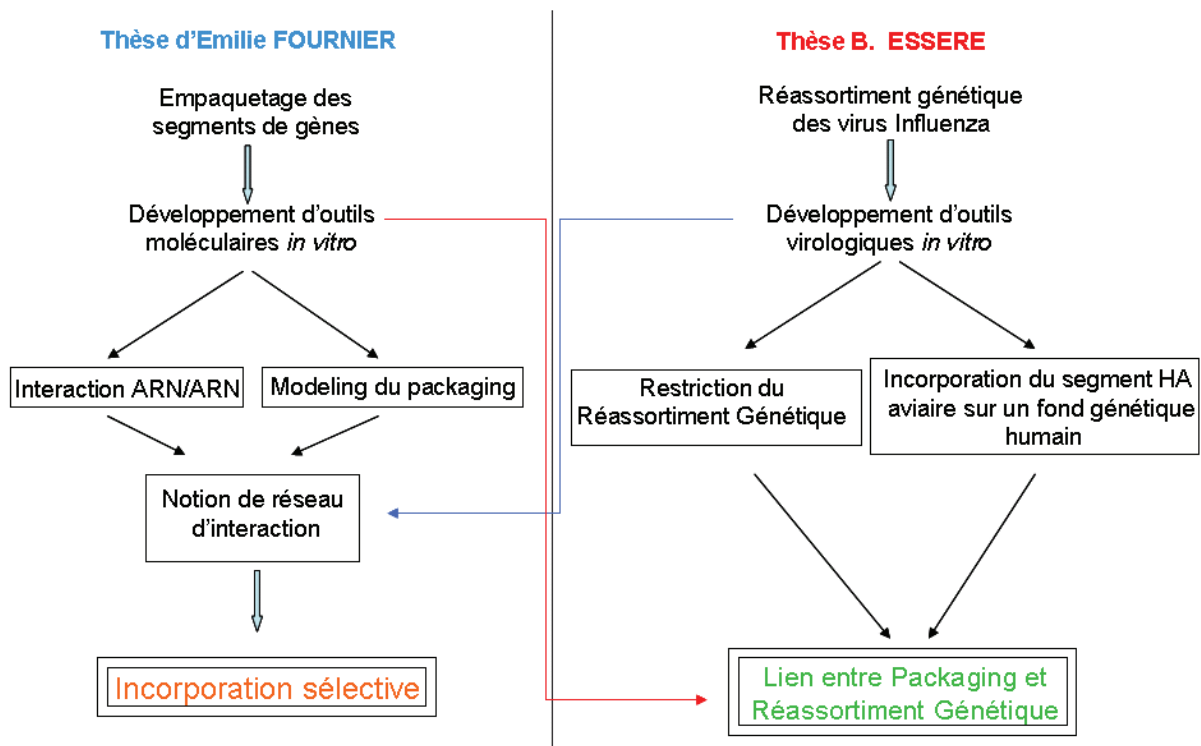 Thèse d'Emilie FOURNIER
Empaquetage des
segments de gènes
Développement d'outils
moléculaires in vitro
Interaction ARN/ARN
Modeling du packaging
Notion de réseau
d'interaction
Incorporation sélective
Thèse B. ESSERE
Réassortiment génétique
des virus Influenza
Développement d'outils
virologiques in vitro
Restriction du
Réassortiment Génétique
Incorporation du segment HA
aviaire sur un fond génétique
humain
Lien entre Packaging et
Réassortiment Génétique